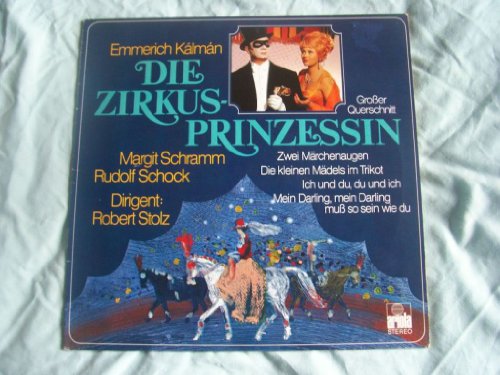 Emmerich Kálmán
DIE
ZIRKUS-
PRINZESSIN
Großer
Querschnitt
Margit Schramm
Rudolf Schock
Dirigent:
Robert Stolz
Zwei Märchenaugen
Die kleinen Mädels im Trikot
Ich und du, du und ich
Mein Darling, mein Darling
muß so sein wie du
ariola
STEREO